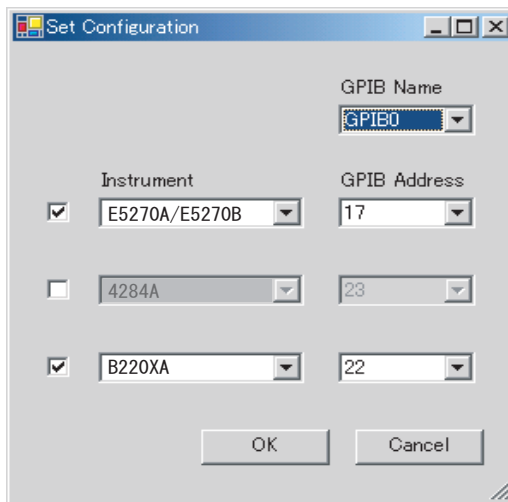 Set Configuration
GPIB Name
GPIB0
Instrument GPIB Address
E5270A/E5270B 17
4284A 23
B220XA 22
OK Cancel